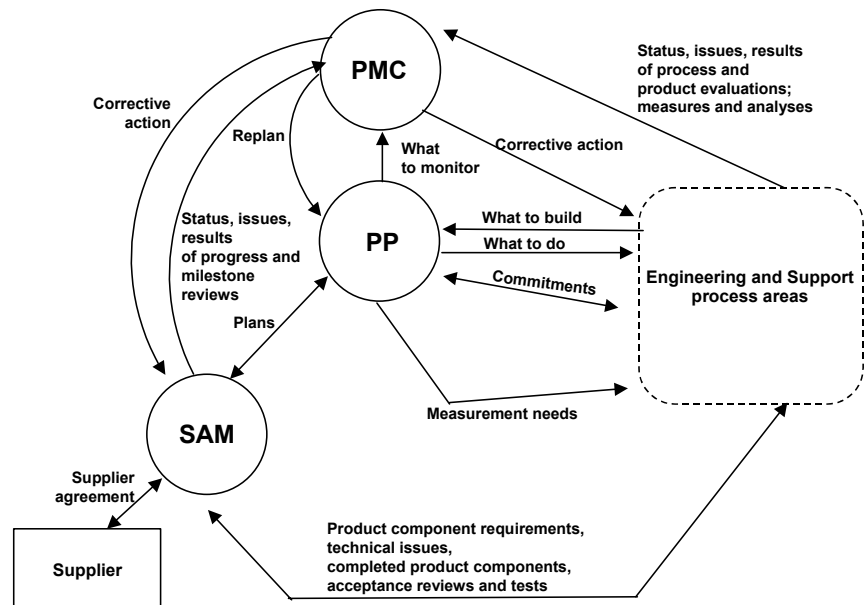 PMC
Status, issues, results
of process and
product evaluations;
measures and analyses
Corrective
action
Replan
What
to monitor
Corrective action
Status, issues,
results
of progress and
milestone
reviews
PP
What to build
What to do
Commitments
Engineering and Support
process areas
Plans
Measurement needs
SAM
Supplier
agreement
Supplier
Product component requirements,
technical issues,
completed product components,
acceptance reviews and tests